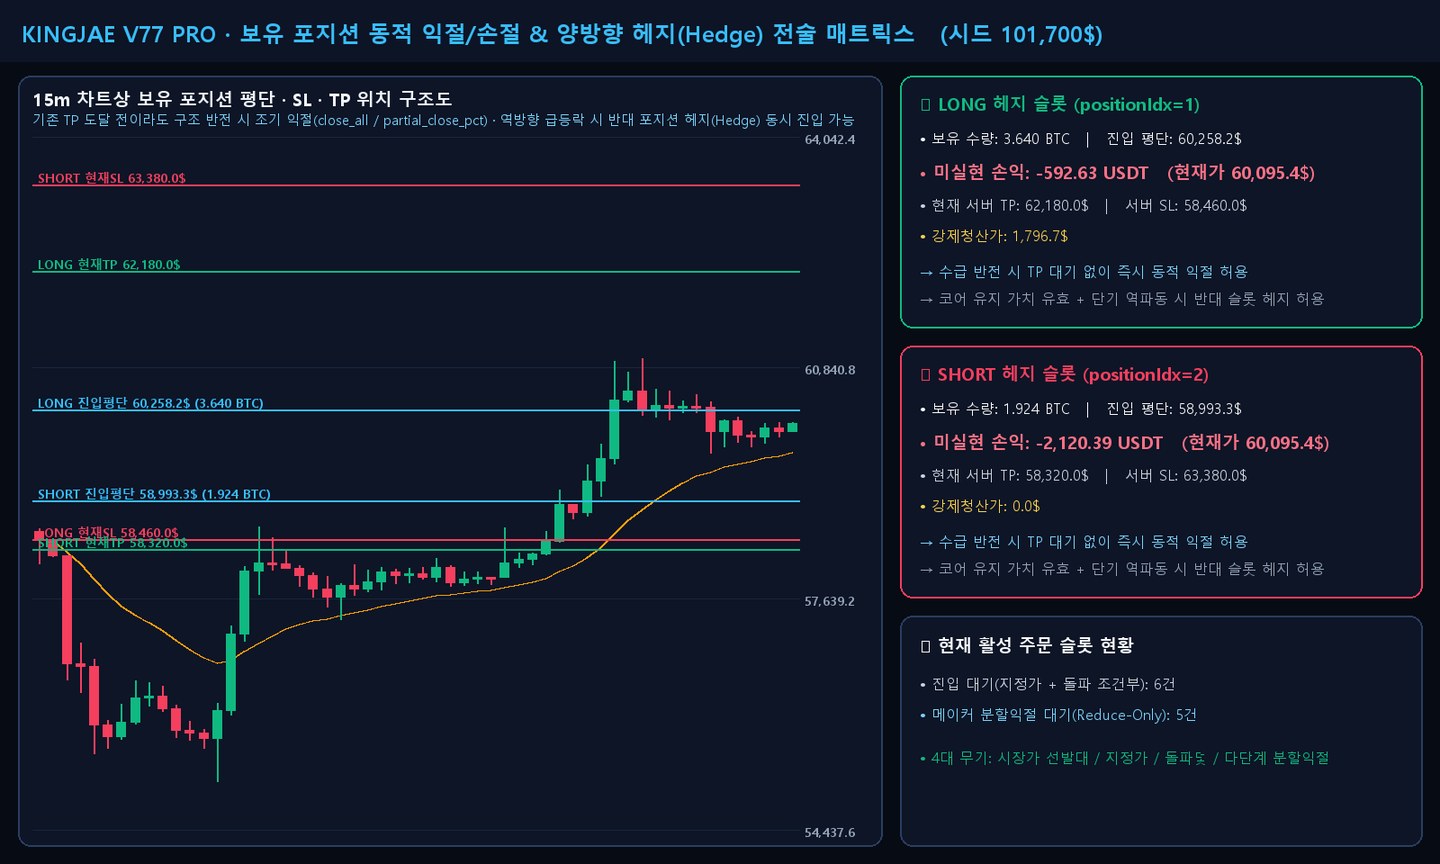 KINGJAE V77 PRO · 보유 포지션 동적 익절/손절 & 양방향 헤지(Hedge) 전술 매트릭스 (시드 101,700$)
15m 차트상 보유 포지션 평단 · SL · TP 위치 구조도
기존 TP 도달 전이라도 구조 반전 시 조기 익절(close_all / partial_close_pct) · 역방향 급등락 시 반대 포지션 헤지(Hedge) 동시 진입 가능
64,042.4
SHORT 현재SL 63,380.0$
LONG 현재TP 62,180.0$
60,840.8
LONG 진입평단 60,258.2$ (3.640 BTC)
SHORT 진입평단 58,993.3$ (1.924 BTC)
LONG 현재SL 58,460.0$
SHORT 현재TP 58,320.0$
57,639.2
54,437.6
LONG 헤지 슬롯 (positionIdx=1)
• 보유 수량: 3.640 BTC | 진입 평단: 60,258.2$
• 미실현 손익: -592.63 USDT (현재가 60,095.4$)
• 현재 서버 TP: 62,180.0$ | 서버 SL: 58,460.0$
• 강제청산가: 1,796.7$
→ 수급 반전 시 TP 대기 없이 즉시 동적 익절 허용
→ 코어 유지 가치 유효 + 단기 역파동 시 반대 슬롯 헤지 허용
SHORT 헤지 슬롯 (positionIdx=2)
• 보유 수량: 1.924 BTC | 진입 평단: 58,993.3$
• 미실현 손익: -2,120.39 USDT (현재가 60,095.4$)
• 현재 서버 TP: 58,320.0$ | 서버 SL: 63,380.0$
• 강제청산가: 0.0$
→ 수급 반전 시 TP 대기 없이 즉시 동적 익절 허용
→ 코어 유지 가치 유효 + 단기 역파동 시 반대 슬롯 헤지 허용
현재 활성 주문 슬롯 현황
• 진입 대기(지정가 + 돌파 조건부): 6건
• 메이커 분할익절 대기(Reduce-Only): 5건
• 4대 무기: 시장가 선발대 / 지정가 / 돌파덫 / 다단계 분할익절